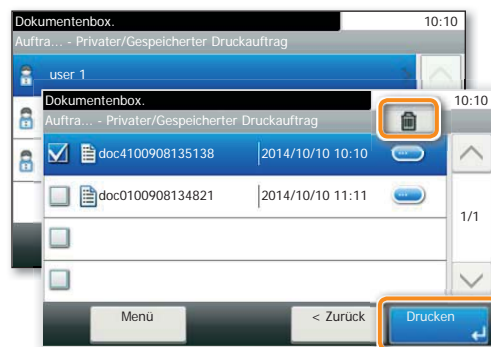 Dokumentenbox. 10:10
Auftra... - Privater/Gespeicherter Druckauftrag
user 1
Dokumentenbox. 10:10
Auftra... - Privater/Gespeicherter Druckauftrag
doc4100908135138 2014/10/10 10:10
doc0100908134821 2014/10/10 11:11
1/1
Menü < Zurück Drucken